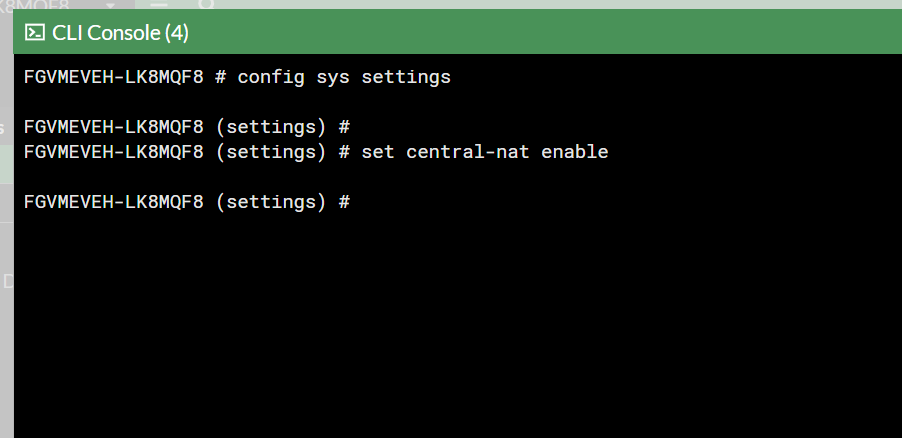 K8MQF8
CLI Console (4)
FGVMEVEH-LK8MQF8 # config sys settings
FGVMEVEH-LK8MQF8 (settings) #
FGVMEVEH-LK8MQF8 (settings) # set central-nat enable
FGVMEVEH-LK8MQF8 (settings) #
s
D